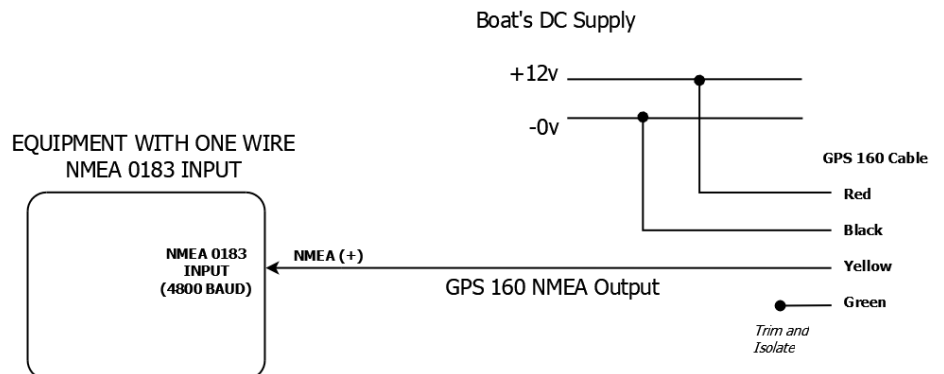 Boat's DC Supply
+12v
-0v
EQUIPMENT WITH ONE WIRE
NMEA 0183 INPUT
GPS 160 Cable
Red
Black
NMEA 0183
INPUT
(4800 BAUD)
NMEA (+)
Yellow
GPS 160 NMEA Output
Green
Trim and
Isolate